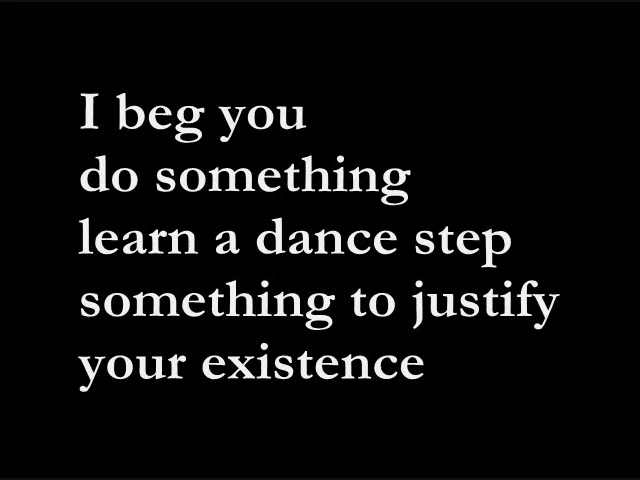 I beg you
do something
learn a dance step
something to justify
your existence